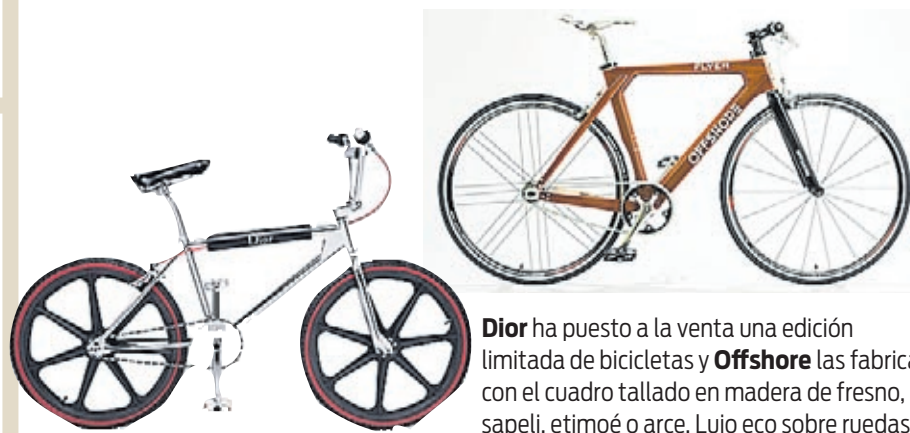 FLYER
OFFSHORE
Dior
Dior ha puesto a la venta una edición
limitada de bicicletas y Offshore las fabrica
con el cuadro tallado en madera de fresno,
sapeli, etimoé o arce. Lujo eco sobre ruedas